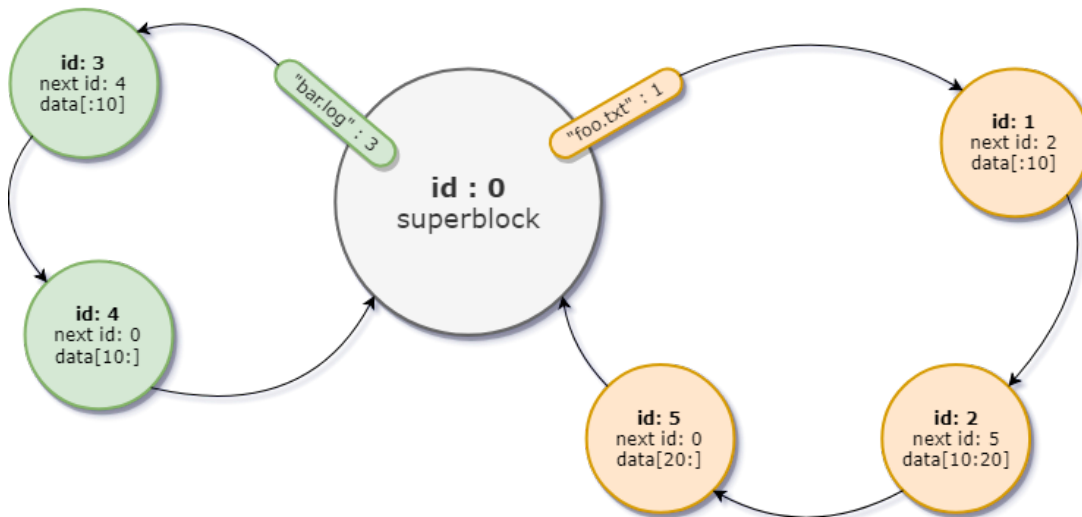 id: 3
next id: 4
data[:10]
"bar.log" : 3
"foo.txt" : 1
id: 1
next id: 2
data[:10]
id : 0
superblock
id: 4
next id: 0
data[10:]
id: 5
next id: 0
data[20:]
id: 2
next id: 5
data[10:20]